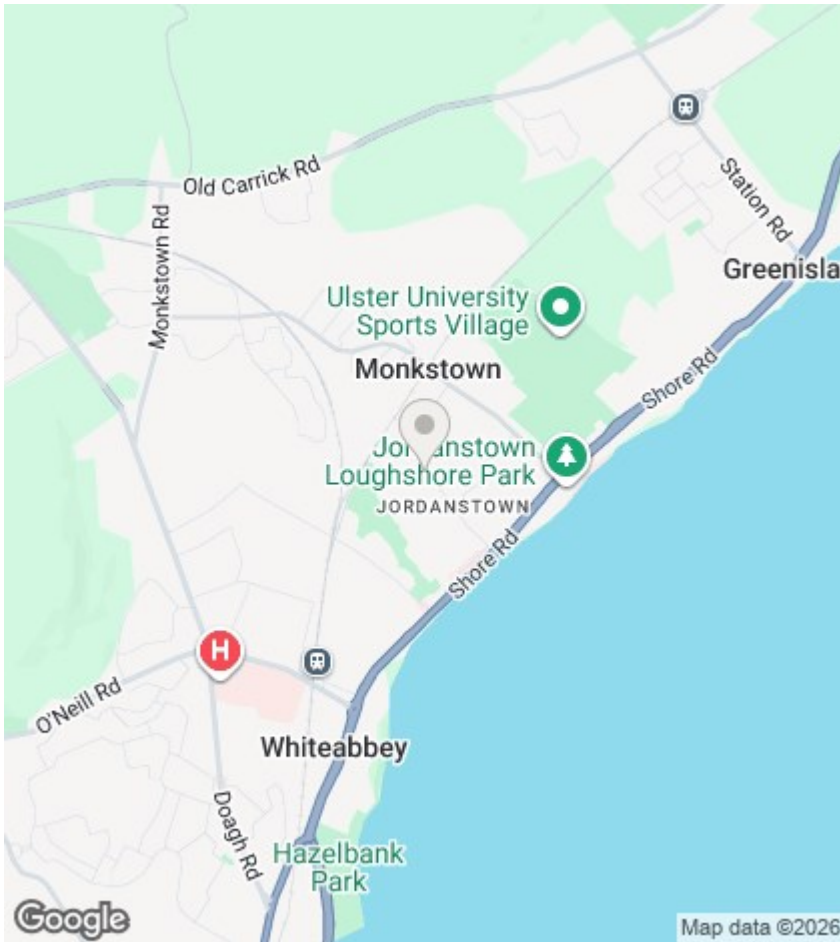 Old Carrick Rd
Monkstown Rd
Station Rd
Greenisla
Ulster University
Sports Village
Monkstown
Shore Rd
Jordanstown
Loughshore Park
JORDANSTOWN
Shore Rd
H
O'Neill Rd
Whiteabbey
Doagh Rd
Hazelbank
Park
Google
Map data ©2026